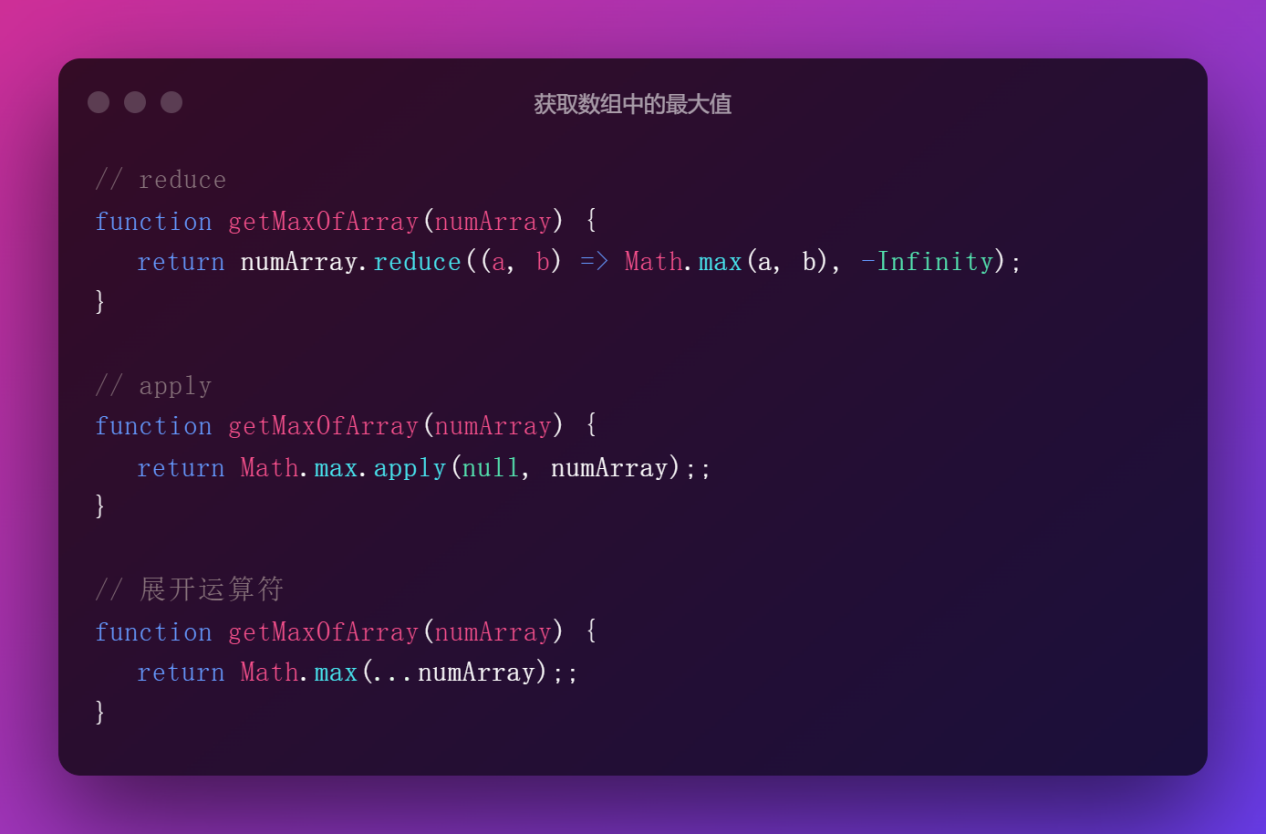 获取数组中的最大值
// reduce
function getMaxOfArray(numArray) {
   return numArray.reduce((a, b) => Math.max(a, b), -Infinity);
}
// apply
function getMaxOfArray(numArray) {
   return Math.max.apply(null, numArray);;
}
// 展开运算符
function getMaxOfArray(numArray) {
   return Math.max(...numArray);;
}